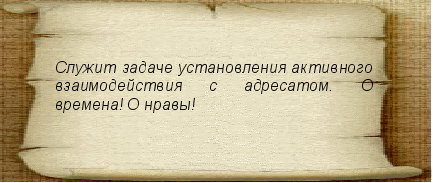 Служит задаче установления активного
взаимодействия с адресатом. О
времена! О нравы!